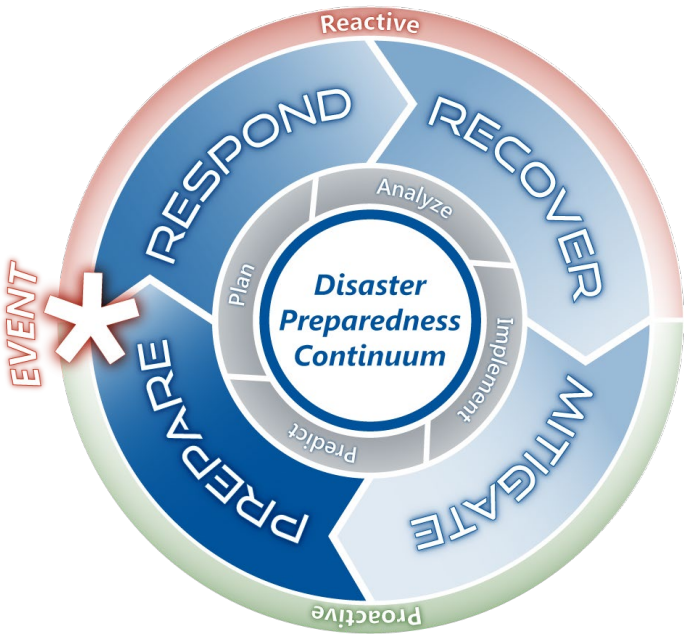 Reactive
RESPOND
RECOVER
Analyze
Plan
Disaster
Preparedness
Continuum
Implement
EVENT
Predict
PREPARE
MITIGATE
Proactive